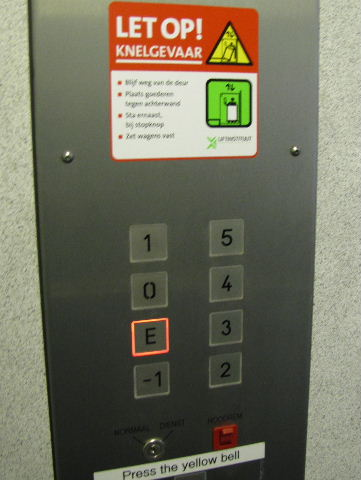 LET OP!
KNELGEVAAR
Blijf weg van de deur
Plaats goederen
tegen achterwand
Sta ernaast,
bij stopknop
Zet wagens vast
LIFTINSTITUUT
1 5
0 4
E 3
-1 2
NORMAAL DIENST NOODREM
Press the yellow bell